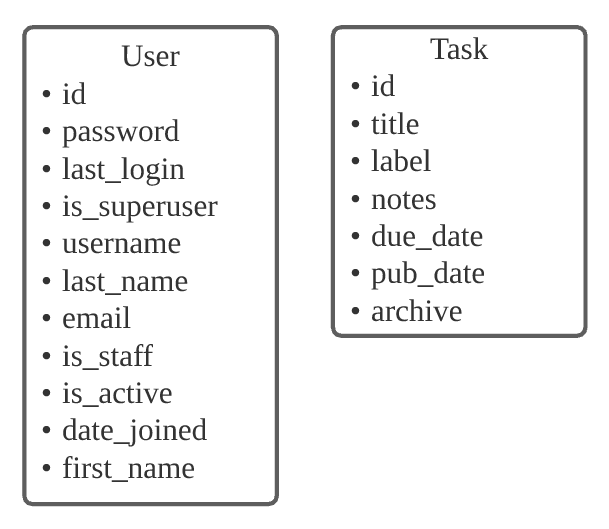 User
• id
• password
• last_login
• is_superuser
• username
• last_name
• email
• is_staff
• is_active
• date_joined
• first_name
Task
• id
• title
• label
• notes
• due_date
• pub_date
• archive